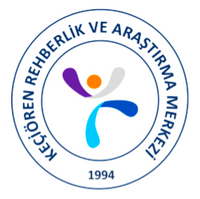 KEÇİÖREN REHBERLİK VE ARAŞTIRMA MERKEZİ
1994